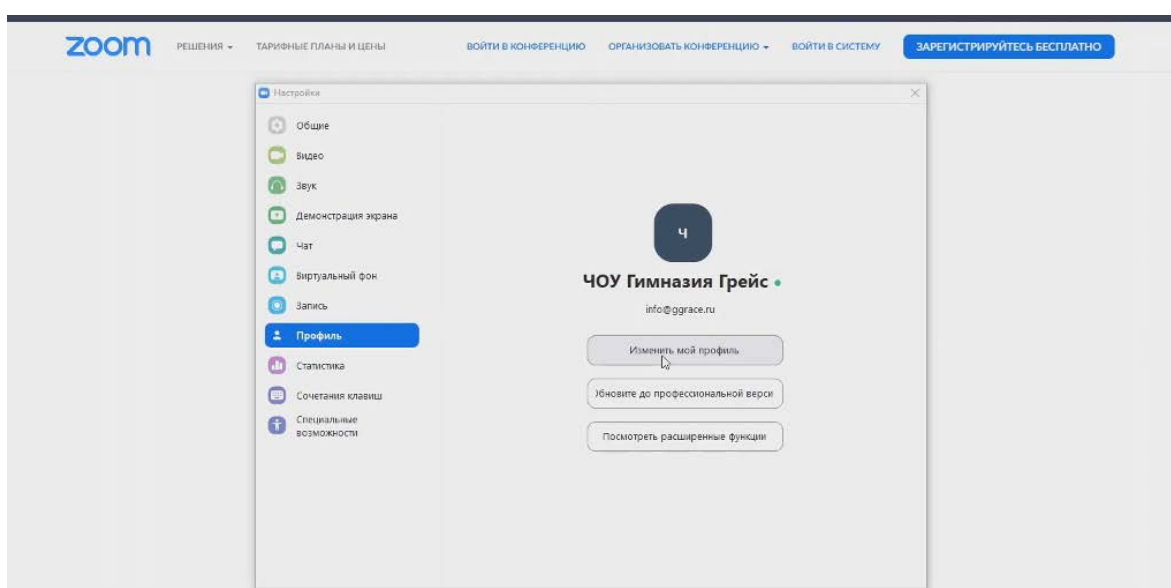 zoom
РЕШЕНИЯ
ТАРИФНЫЕ ПЛАНЫ И ЦЕНЫ
ВОЙТИ В КОНФЕРЕНЦИЮ
ОРГАНИЗОВАТЬ КОНФЕРЕНЦИЮ
ВОЙТИ В СИСТЕМУ
ЗАРЕГИСТРИРУЙТЕСЬ БЕСПЛАТНО
Настройки
Общие
Видео
Звук
Демонстрация экрана
Чат
Виртуальный фон
Запись
Профиль
Статистика
Сочетания клавиш
Специальные
возможности
Ч
ЧОУ Гимназия Грейс
info@ggrace.ru
Изменить мой профиль
Обновите до профессиональной верси
Посмотреть расширенные функции